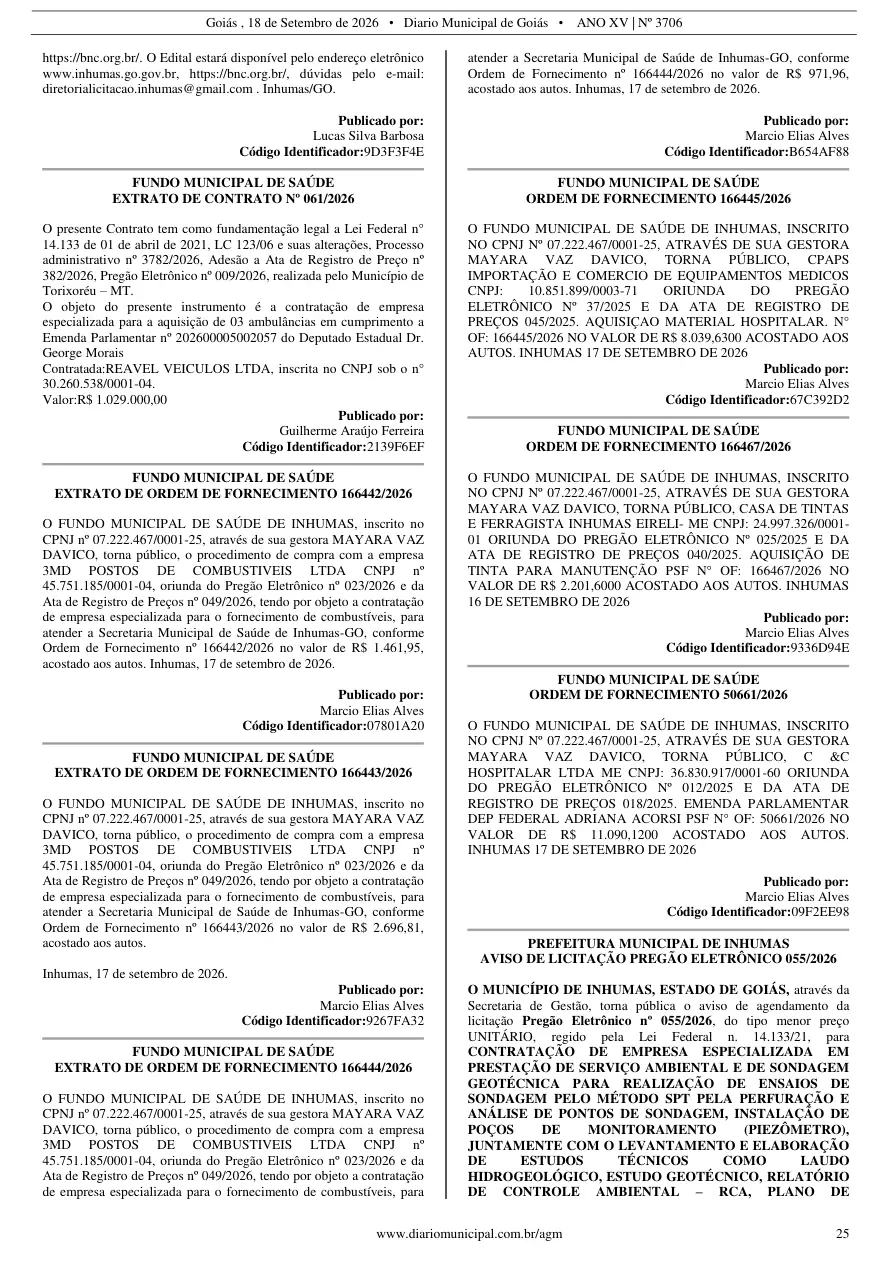 Goiás , 18 de Setembro de 2026 • Diario Municipal de Goiás • ANO XV | Nº 3706
https://bnc.org.br/. O Edital estará disponível pelo endereço eletrônico
www.inhumas.go.gov.br, https://bnc.org.br/, dúvidas pelo e-mail:
diretorialicitacao.inhumas@gmail.com . Inhumas/GO.
Publicado por:
Lucas Silva Barbosa
Código Identificador:9D3F3F4E
FUNDO MUNICIPAL DE SAÚDE
EXTRATO DE CONTRATO Nº 061/2026
O presente Contrato tem como fundamentação legal a Lei Federal n°
14.133 de 01 de abril de 2021, LC 123/06 e suas alterações, Processo
administrativo nº 3782/2026, Adesão a Ata de Registro de Preço nº
382/2026, Pregão Eletrônico nº 009/2026, realizada pelo Município de
Torixoréu – MT.
O objeto do presente instrumento é a contratação de empresa
especializada para a aquisição de 03 ambulâncias em cumprimento a
Emenda Parlamentar nº 202600005002057 do Deputado Estadual Dr.
George Morais
Contratada:REAVEL VEICULOS LTDA, inscrita no CNPJ sob o n°
30.260.538/0001-04.
Valor:R$ 1.029.000,00
Publicado por:
Guilherme Araújo Ferreira
Código Identificador:2139F6EF
FUNDO MUNICIPAL DE SAÚDE
EXTRATO DE ORDEM DE FORNECIMENTO 166442/2026
O FUNDO MUNICIPAL DE SAÚDE DE INHUMAS, inscrito no
CPNJ nº 07.222.467/0001-25, através de sua gestora MAYARA VAZ
DAVICO, torna público, o procedimento de compra com a empresa
3MD POSTOS DE COMBUSTIVEIS LTDA CNPJ nº
45.751.185/0001-04, oriunda do Pregão Eletrônico nº 023/2026 e da
Ata de Registro de Preços nº 049/2026, tendo por objeto a contratação
de empresa especializada para o fornecimento de combustíveis, para
atender a Secretaria Municipal de Saúde de Inhumas-GO, conforme
Ordem de Fornecimento nº 166442/2026 no valor de R$ 1.461,95,
acostado aos autos. Inhumas, 17 de setembro de 2026.
Publicado por:
Marcio Elias Alves
Código Identificador:07801A20
FUNDO MUNICIPAL DE SAÚDE
EXTRATO DE ORDEM DE FORNECIMENTO 166443/2026
O FUNDO MUNICIPAL DE SAÚDE DE INHUMAS, inscrito no
CPNJ nº 07.222.467/0001-25, através de sua gestora MAYARA VAZ
DAVICO, torna público, o procedimento de compra com a empresa
3MD POSTOS DE COMBUSTIVEIS LTDA CNPJ nº
45.751.185/0001-04, oriunda do Pregão Eletrônico nº 023/2026 e da
Ata de Registro de Preços nº 049/2026, tendo por objeto a contratação
de empresa especializada para o fornecimento de combustíveis, para
atender a Secretaria Municipal de Saúde de Inhumas-GO, conforme
Ordem de Fornecimento nº 166443/2026 no valor de R$ 2.696,81,
acostado aos autos.
Inhumas, 17 de setembro de 2026.
Publicado por:
Marcio Elias Alves
Código Identificador:9267FA32
FUNDO MUNICIPAL DE SAÚDE
EXTRATO DE ORDEM DE FORNECIMENTO 166444/2026
O FUNDO MUNICIPAL DE SAÚDE DE INHUMAS, inscrito no
CPNJ nº 07.222.467/0001-25, através de sua gestora MAYARA VAZ
DAVICO, torna público, o procedimento de compra com a empresa
3MD POSTOS DE COMBUSTIVEIS LTDA CNPJ nº
45.751.185/0001-04, oriunda do Pregão Eletrônico nº 023/2026 e da
Ata de Registro de Preços nº 049/2026, tendo por objeto a contratação
de empresa especializada para o fornecimento de combustíveis, para
atender a Secretaria Municipal de Saúde de Inhumas-GO, conforme
Ordem de Fornecimento nº 166444/2026 no valor de R$ 971,96,
acostado aos autos. Inhumas, 17 de setembro de 2026.
Publicado por:
Marcio Elias Alves
Código Identificador:B654AF88
FUNDO MUNICIPAL DE SAÚDE
ORDEM DE FORNECIMENTO 166445/2026
O FUNDO MUNICIPAL DE SAÚDE DE INHUMAS, INSCRITO
NO CPNJ Nº 07.222.467/0001-25, ATRAVÉS DE SUA GESTORA
MAYARA VAZ DAVICO, TORNA PÚBLICO, CPAPS
IMPORTAÇÃO E COMERCIO DE EQUIPAMENTOS MEDICOS
CNPJ: 10.851.899/0003-71 ORIUNDA DO PREGÃO
ELETRÔNICO Nº 37/2025 E DA ATA DE REGISTRO DE
PREÇOS 045/2025. AQUISIÇAO MATERIAL HOSPITALAR. N°
OF: 166445/2026 NO VALOR DE R$ 8.039,6300 ACOSTADO AOS
AUTOS. INHUMAS 17 DE SETEMBRO DE 2026
Publicado por:
Marcio Elias Alves
Código Identificador:67C392D2
FUNDO MUNICIPAL DE SAÚDE
ORDEM DE FORNECIMENTO 166467/2026
O FUNDO MUNICIPAL DE SAÚDE DE INHUMAS, INSCRITO
NO CPNJ Nº 07.222.467/0001-25, ATRAVÉS DE SUA GESTORA
MAYARA VAZ DAVICO, TORNA PÚBLICO, CASA DE TINTAS
E FERRAGISTA INHUMAS EIRELI- ME CNPJ: 24.997.326/0001-
01 ORIUNDA DO PREGÃO ELETRÔNICO Nº 025/2025 E DA
ATA DE REGISTRO DE PREÇOS 040/2025. AQUISIÇÃO DE
TINTA PARA MANUTENÇÃO PSF N° OF: 166467/2026 NO
VALOR DE R$ 2.201,6000 ACOSTADO AOS AUTOS. INHUMAS
16 DE SETEMBRO DE 2026
Publicado por:
Marcio Elias Alves
Código Identificador:9336D94E
FUNDO MUNICIPAL DE SAÚDE
ORDEM DE FORNECIMENTO 50661/2026
O FUNDO MUNICIPAL DE SAÚDE DE INHUMAS, INSCRITO
NO CPNJ Nº 07.222.467/0001-25, ATRAVÉS DE SUA GESTORA
MAYARA VAZ DAVICO, TORNA PÚBLICO, C &C
HOSPITALAR LTDA ME CNPJ: 36.830.917/0001-60 ORIUNDA
DO PREGÃO ELETRÔNICO Nº 012/2025 E DA ATA DE
REGISTRO DE PREÇOS 018/2025. EMENDA PARLAMENTAR
DEP FEDERAL ADRIANA ACORSI PSF N° OF: 50661/2026 NO
VALOR DE R$ 11.090,1200 ACOSTADO AOS AUTOS.
INHUMAS 17 DE SETEMBRO DE 2026
Publicado por:
Marcio Elias Alves
Código Identificador:09F2EE98
PREFEITURA MUNICIPAL DE INHUMAS
AVISO DE LICITAÇÃO PREGÃO ELETRÔNICO 055/2026
O MUNICÍPIO DE INHUMAS, ESTADO DE GOIÁS, através da
Secretaria de Gestão, torna pública o aviso de agendamento da
licitação Pregão Eletrônico nº 055/2026, do tipo menor preço
UNITÁRIO, regido pela Lei Federal n. 14.133/21, para
CONTRATAÇÃO DE EMPRESA ESPECIALIZADA EM
PRESTAÇÃO DE SERVIÇO AMBIENTAL E DE SONDAGEM
GEOTÉCNICA PARA REALIZAÇÃO DE ENSAIOS DE
SONDAGEM PELO MÉTODO SPT PELA PERFURAÇÃO E
ANÁLISE DE PONTOS DE SONDAGEM, INSTALAÇÃO DE
POÇOS DE MONITORAMENTO (PIEZÔMETRO),
JUNTAMENTE COM O LEVANTAMENTO E ELABORAÇÃO
DE ESTUDOS TÉCNICOS COMO LAUDO
HIDROGEOLÓGICO, ESTUDO GEOTÉCNICO, RELATÓRIO
DE CONTROLE AMBIENTAL – RCA, PLANO DE
www.diariomunicipal.com.br/agm
25